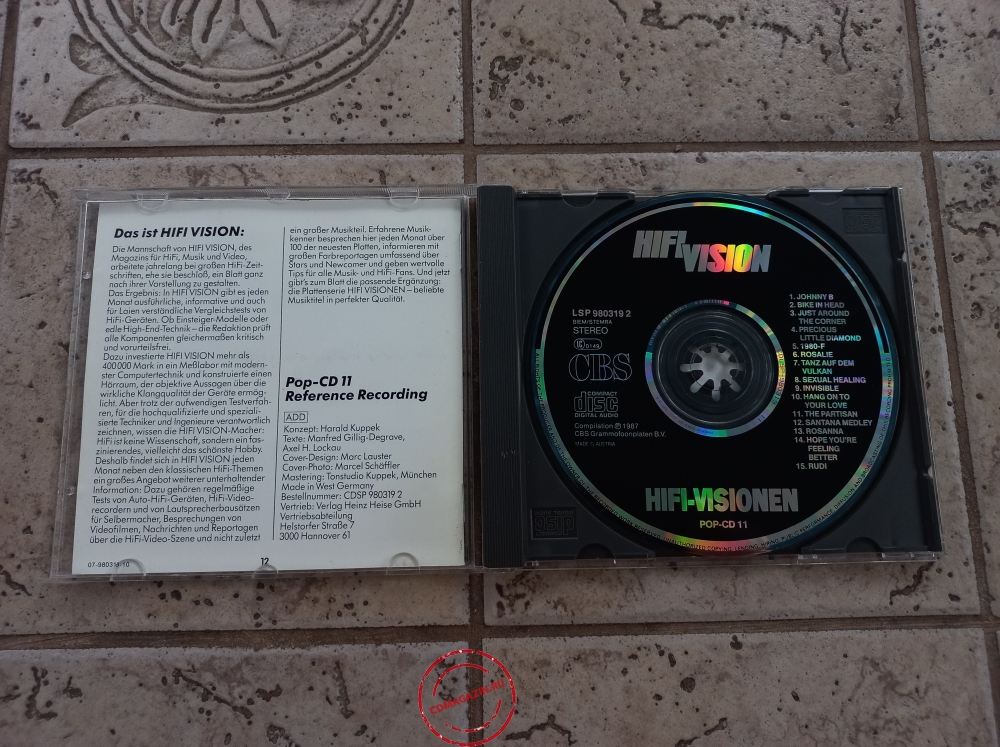 Das ist HIFI VISION:
Die Mannschaft von HIFI VISION, des
Magazins für HiFi, Musik und Video,
arbeitete jahrelang bei großen HiFi-Zeit-
schriften, ehe sie beschloß, ein Blatt ganz
nach ihrer Vorstellung zu gestalten.
Das Ergebnis: In HIFI VISION gibt es jeden
Monat ausführliche, informative und auch
für Laien verständliche Vergleichstests von
HiFi-Geräten. Ob Einsteiger-Modelle oder
edle High-End-Technik – die Redaktion prüft
alle Komponenten gleichermaßen kritisch
und vorurteilsfrei.
Dazu investierte HIFI VISION mehr als
400000 Mark in ein Meßlabor mit modern-
ster Computertechnik und konstruierte einen
Hörraum, der objektive Aussagen über die
wirkliche Klangqualität der Geräte ermög-
licht. Aber trotz der aufwendigen Testverfah-
ren, für die hochqualifizierte und speziali-
sierte Techniker und Ingenieure verantwortlich
zeichnen, wissen die HIFI VISION-Macher:
HiFi ist keine Wissenschaft, sondern ein fas-
zinierendes, vielleicht das schönste Hobby.
Deshalb findet sich in HIFI VISION jeden
Monat neben den klassischen HiFi-Themen
ein großes Angebot weiterer unterhaltender
Information: Dazu gehören regelmäßige
Tests von Auto-HiFi-Geräten, HiFi-Video-
recordern und von Lautsprecherbausätzen
für Selbermacher, Besprechungen von
Videofilmen, Nachrichten und Reportagen
über die HiFi-Video-Szene und nicht zuletzt
ein großer Musikteil. Erfahrene Musik-
kenner besprechen hier jeden Monat über
100 der neuesten Platten, informieren mit
großen Farbreportagen umfassend über
Stars und Newcomer und geben wertvolle
Tips für alle Musik- und HiFi-Fans. Und jetzt
gibt's zum Blatt die passende Ergänzung:
die Plattenserie HIFI VISIONEN – beliebte
Musiktitel in perfekter Qualität.
Pop-CD 11
Reference Recording
ADD
Konzept: Harald Kuppek
Texte: Manfred Gillig-Degrave,
Axel H. Lockau
Cover-Design: Marc Lauster
Cover-Photo: Marcel Schäffler
Mastering: Tonstudio Kuppek, München
Made in West Germany
Bestellnummer: CDSP 980319 2
Vertrieb: Verlag Heinz Heise GmbH
Vertriebsabteilung
Helstorfer Straße 7
3000 Hannover 61
12
HIFI
VISION
LSP 980319 2
BIEM/STEMRA
STEREO
CBS
COMPACT
disc
DIGITAL AUDIO
Compilation ℗ 1987
CBS Grammofoonplaten B.V.
MADE IN AUSTRIA
1. JOHNNY B
2. BIKE IN HEAD
3. JUST AROUND
THE CORNER
4. PRECIOUS
LITTLE DIAMOND
5. 1980-F
6. ROSALIE
7. TANZ AUF DEM
VULKAN
8. SEXUAL HEALING
9. INVISIBLE
10. HANG ON TO
YOUR LOVE
11. THE PARTISAN
12. SANTANA MEDLEY
13. ROSANNA
14. HOPE YOU'RE
FEELING
BETTER
15. RUDI
HIFI-VISIONEN
POP-CD 11
CDMAGAZIN.RU